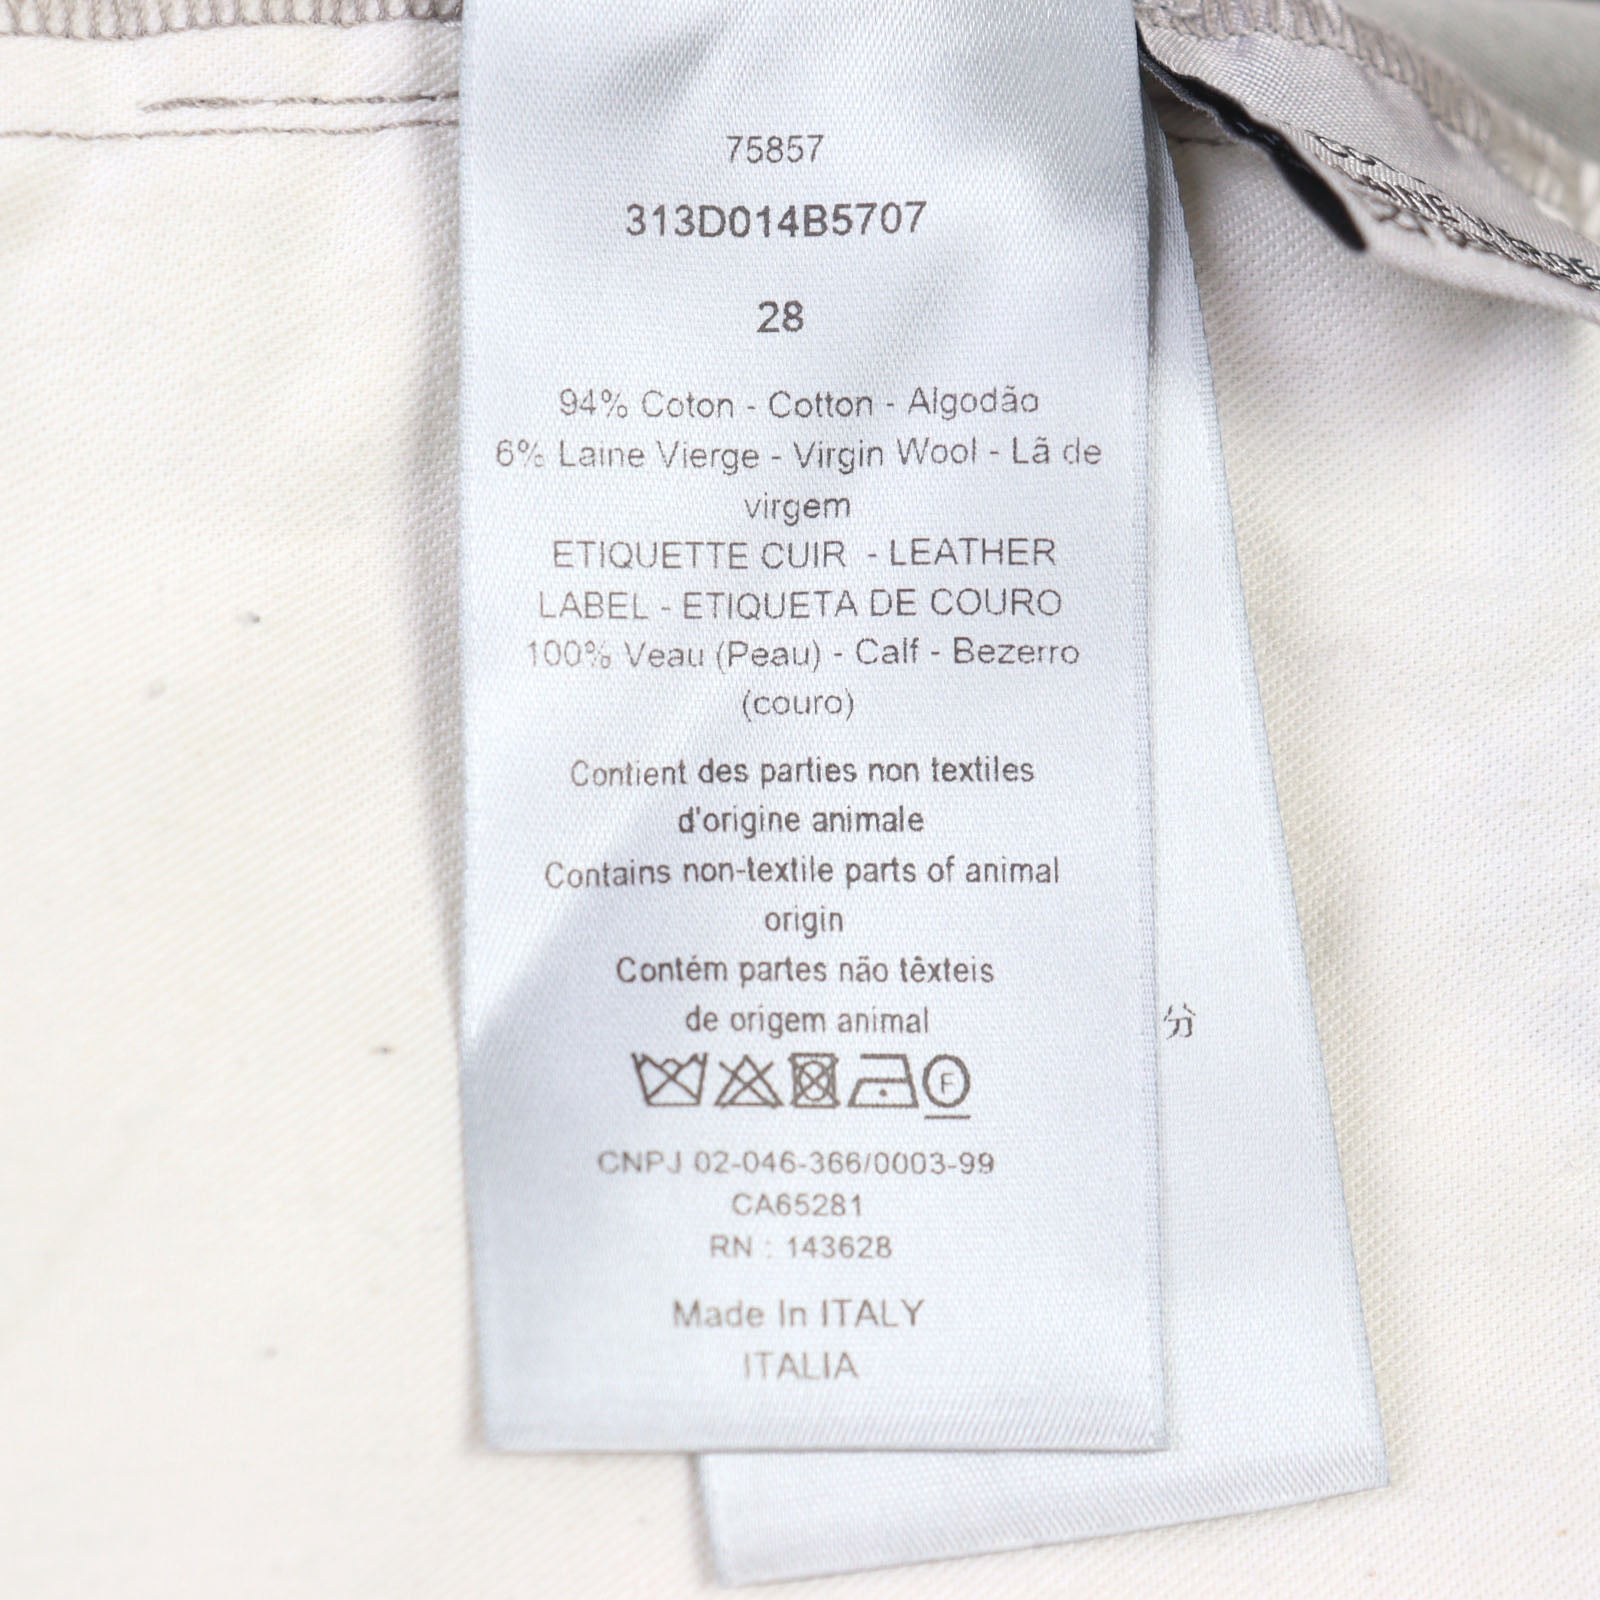 75857
313D014B5707
28
94% Coton - Cotton - Algodão
6% Laine Vierge - Virgin Wool - Lã de
virgem
ETIQUETTE CUIR - LEATHER
LABEL - ETIQUETA DE COURO
100% Veau (Peau) - Calf - Bezerro
(couro)
Contient des parties non textiles
d'origine animale
Contains non-textile parts of animal
origin
Contém partes não têxteis
de origem animal
分
F
CNPJ 02-046-366/0003-99
CA65281
RN : 143628
Made In ITALY
ITALIA